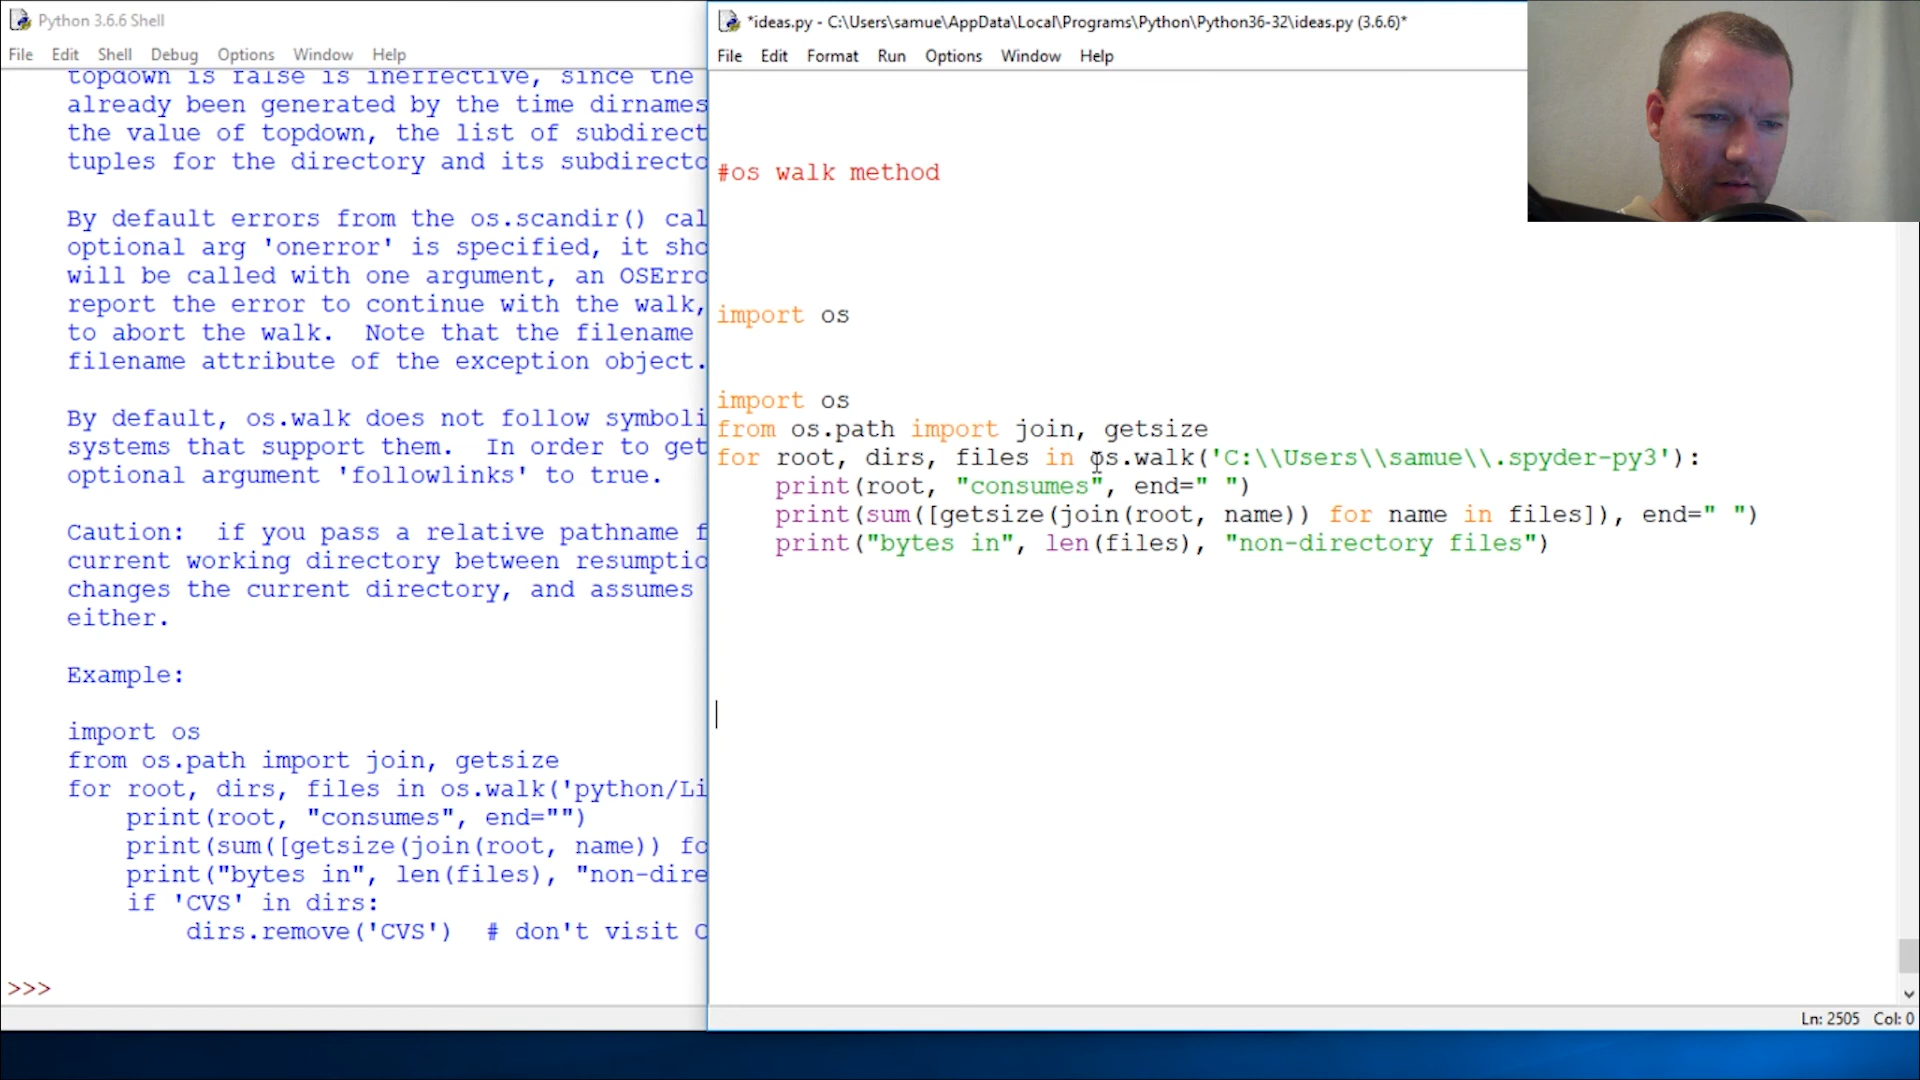 Python 3.6.6 Shell
File Edit Shell Debug Options Window Help
topdown is false is ineffective, since the
already been generated by the time dirnames
the value of topdown, the list of subdirect
tuples for the directory and its subdirecto
By default errors from the os.scandir() cal
optional arg 'onerror' is specified, it sho
will be called with one argument, an OSErro
report the error to continue with the walk,
to abort the walk.  Note that the filename
filename attribute of the exception object.
By default, os.walk does not follow symboli
systems that support them.  In order to get
optional argument 'followlinks' to true.
Caution:  if you pass a relative pathname f
current working directory between resumptio
changes the current directory, and assumes
either.
Example:
import os
from os.path import join, getsize
for root, dirs, files in os.walk('python/Li
    print(root, "consumes", end="")
    print(sum([getsize(join(root, name)) fo
    print("bytes in", len(files), "non-dire
    if 'CVS' in dirs:
        dirs.remove('CVS')  # don't visit C
>>>
*ideas.py - C:\Users\samue\AppData\Local\Programs\Python\Python36-32\ideas.py (3.6.6)*
File Edit Format Run Options Window Help
#os walk method
import os
import os
from os.path import join, getsize
for root, dirs, files in os.walk('C:\\Users\\samue\\.spyder-py3'):
    print(root, "consumes", end=" ")
    print(sum([getsize(join(root, name)) for name in files]), end=" ")
    print("bytes in", len(files), "non-directory files")
Ln: 2505 Col: 0